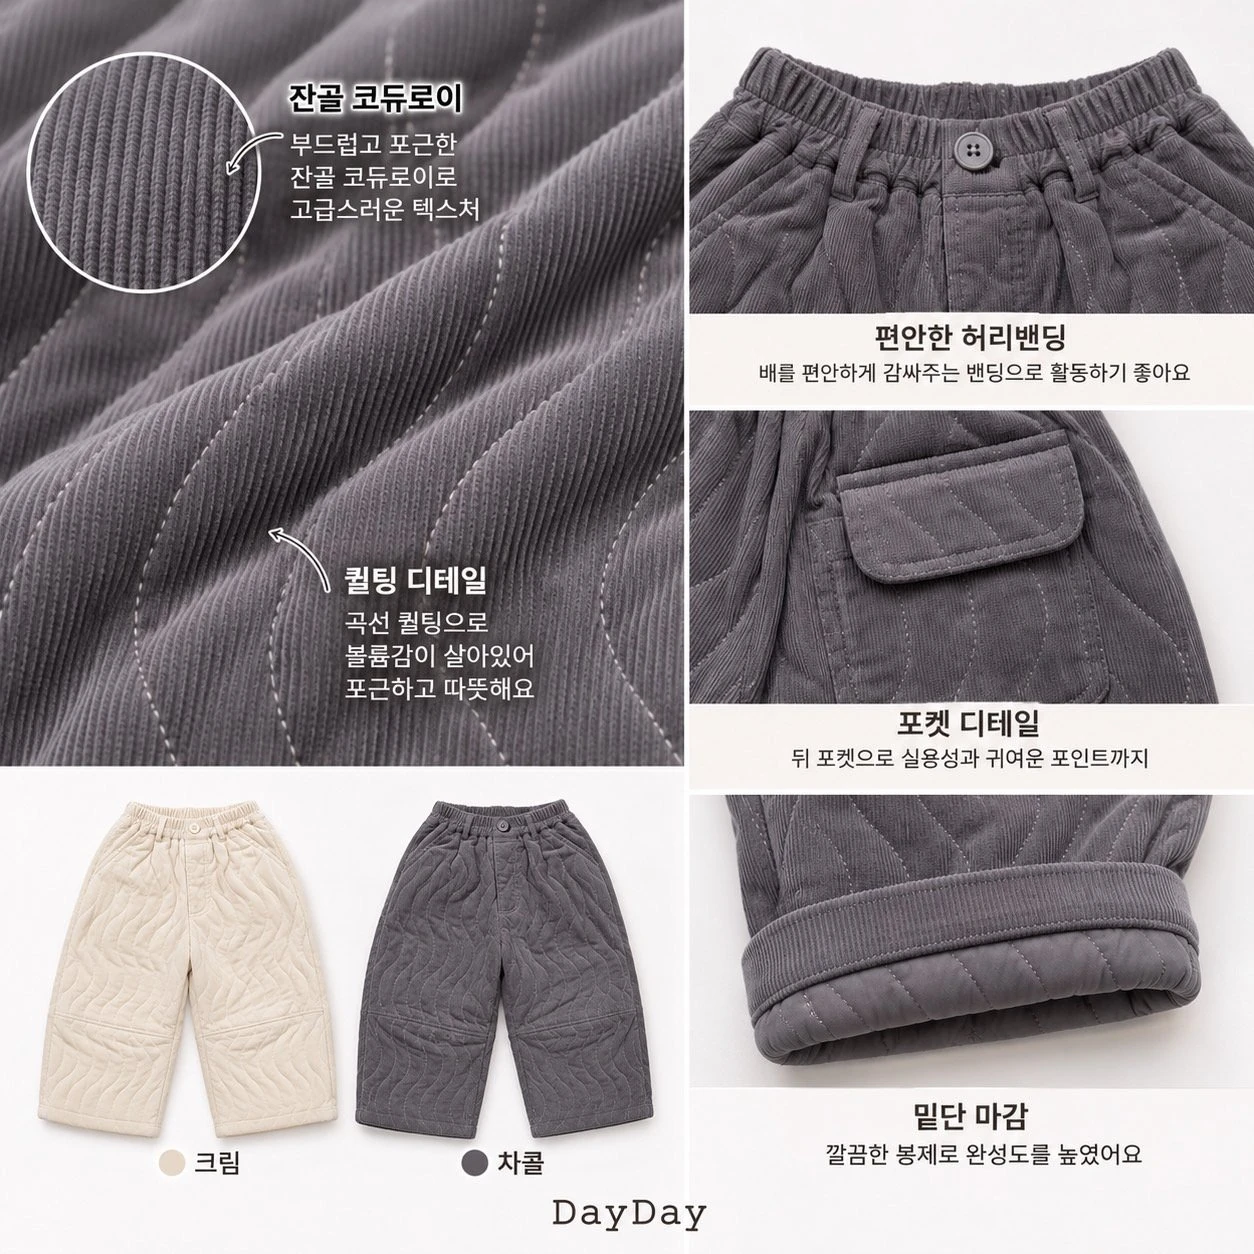 잔골 코듀로이
부드럽고 포근한
잔골 코듀로이로
고급스러운 텍스처
퀼팅 디테일
곡선 퀼팅으로
볼륨감이 살아있어
포근하고 따뜻해요
편안한 허리밴딩
배를 편안하게 감싸주는 밴딩으로 활동하기 좋아요
포켓 디테일
뒤 포켓으로 실용성과 귀여운 포인트까지
밑단 마감
깔끔한 봉제로 완성도를 높였어요
크림
차콜
DayDay